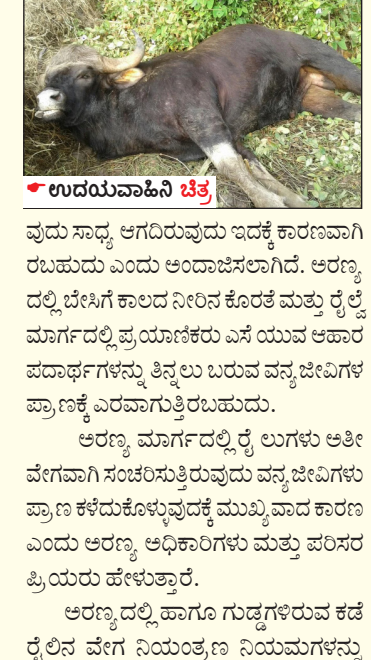 ಉದಯವಾಹಿನಿ ಚಿತ್ರ
ವುದು ಸಾಧ್ಯ ಆಗದಿರುವುದು ಇದಕ್ಕೆ ಕಾರಣವಾಗಿ
ರಬಹುದು ಎಂದು ಅಂದಾಜಿಸಲಾಗಿದೆ. ಅರಣ್ಯ
ದಲ್ಲಿ ಬೇಸಿಗೆ ಕಾಲದ ನೀರಿನ ಕೊರತೆ ಮತ್ತು ರೈಲ್ವೆ
ಮಾರ್ಗದಲ್ಲಿ ಪ್ರಯಾಣಿಕರು ಎಸೆ ಯುವ ಆಹಾರ
ಪದಾರ್ಥಗಳನ್ನು ತಿನ್ನಲು ಬರುವ ವನ್ಯಜೀವಿಗಳ
ಪ್ರಾಣಕ್ಕೆ ಎರವಾಗುತ್ತಿರಬಹುದು.
ಅರಣ್ಯ ಮಾರ್ಗದಲ್ಲಿ ರೈ ಲುಗಳು ಅತೀ
ವೇಗವಾಗಿ ಸಂಚರಿಸುತ್ತಿರುವುದು ವನ್ಯಜೀವಿಗಳು
ಪ್ರಾಣ ಕಳೆದುಕೊಳ್ಳುವುದಕ್ಕೆ ಮುಖ್ಯವಾದ ಕಾರಣ
ಎಂದು ಅರಣ್ಯ ಅಧಿಕಾರಿಗಳು ಮತ್ತು ಪರಿಸರ
ಪ್ರಿಯರು ಹೇಳುತ್ತಾರೆ.
ಅರಣ್ಯದಲ್ಲಿ ಹಾಗೂ ಗುಡ್ಡಗಳಿರುವ ಕಡೆ
ರೈಲಿನ ವೇಗ ನಿಯಂತ್ರಣ ನಿಯಮಗಳನ್ನು